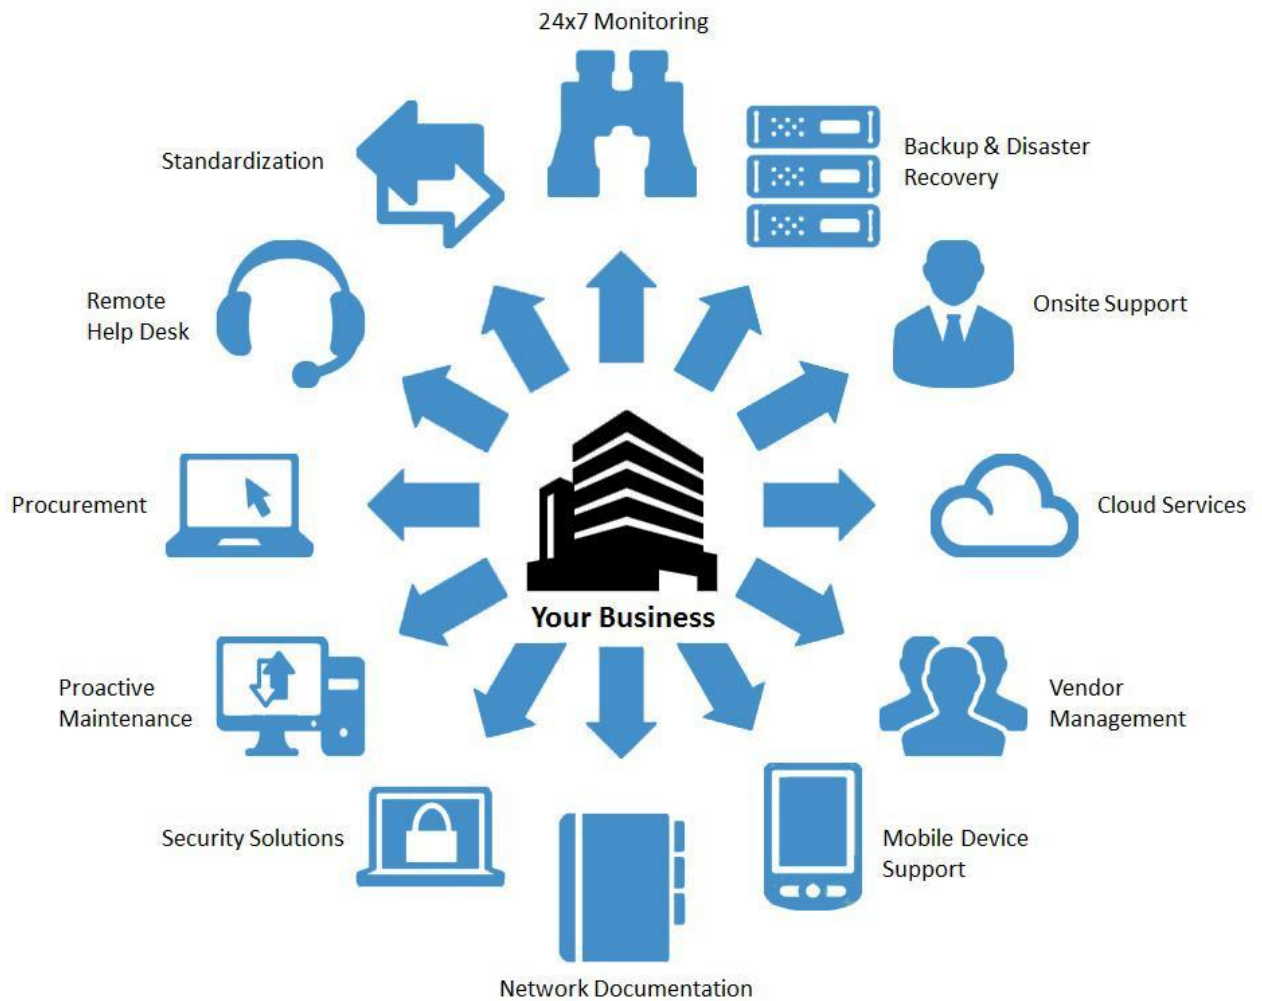 24x7 Monitoring
Backup & Disaster
Recovery
Standardization
Remote
Help Desk
Onsite Support
Procurement
Cloud Services
Your Business
Proactive
Maintenance
Vendor
Management
Security Solutions
Mobile Device
Support
Network Documentation